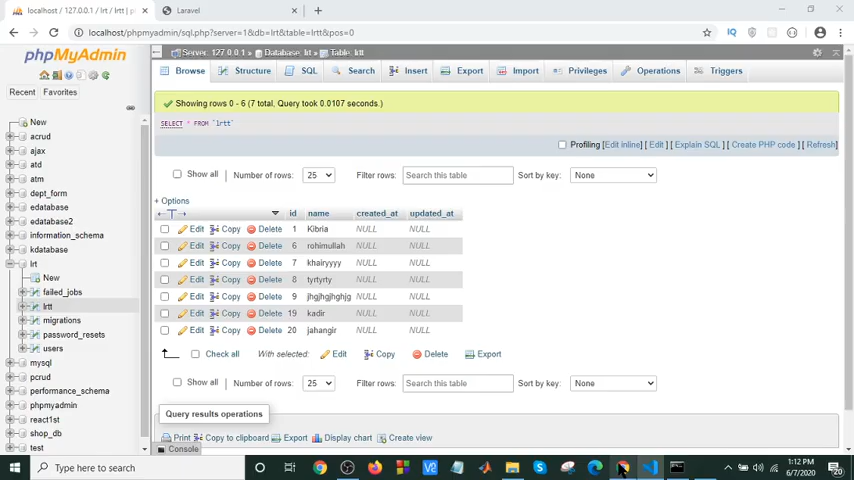 localhost / 127.0.0.1 / lrt / lrtt | p
Laravel
localhost/phpmyadmin/sql.php?server=1&db=lrt&table=lrtt&pos=0
phpMyAdmin
Recent Favorites
New
acrud
ajax
atd
atm
dept_form
edatabase
edatabase2
information_schema
kdatabase
lrt
New
failed_jobs
lrtt
migrations
password_resets
users
mysql
pcrud
performance_schema
phpmyadmin
react1st
shop_db
test
Server: 127.0.0.1 » Database: lrt » Table: lrtt
Browse Structure SQL Search Insert Export Import Privileges Operations Triggers
Showing rows 0 - 6 (7 total, Query took 0.0107 seconds.)
SELECT * FROM `lrtt`
Profiling [Edit inline] [ Edit ] [ Explain SQL ] [ Create PHP code ] [ Refresh]
Show all Number of rows: 25 Filter rows: Search this table Sort by key: None
+ Options
←T→ id name created_at updated_at
Edit Copy Delete 1 Kibria NULL NULL
Edit Copy Delete 6 rohimullah NULL NULL
Edit Copy Delete 7 khairyyyy NULL NULL
Edit Copy Delete 8 tyrtyrty NULL NULL
Edit Copy Delete 9 jhgjhgjhghjg NULL NULL
Edit Copy Delete 19 kadir NULL NULL
Edit Copy Delete 20 jahangir NULL NULL
Check all With selected: Edit Copy Delete Export
Show all Number of rows: 25 Filter rows: Search this table Sort by key: None
Query results operations
Print Copy to clipboard Export Display chart Create view
Console
Type here to search
1:12 PM
6/7/2020
20